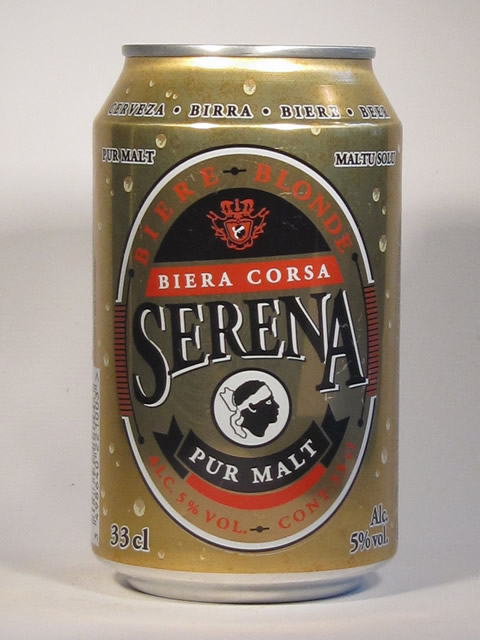 CERVEZA • BIRRA • BIERE • BEER
PUR MALT
MALTU SOLU
BIERE - BLONDE
BIERA CORSA
SERENA
PUR MALT
ALC. 5% VOL. - CONT.
33 cl
Alc.
5% vol.